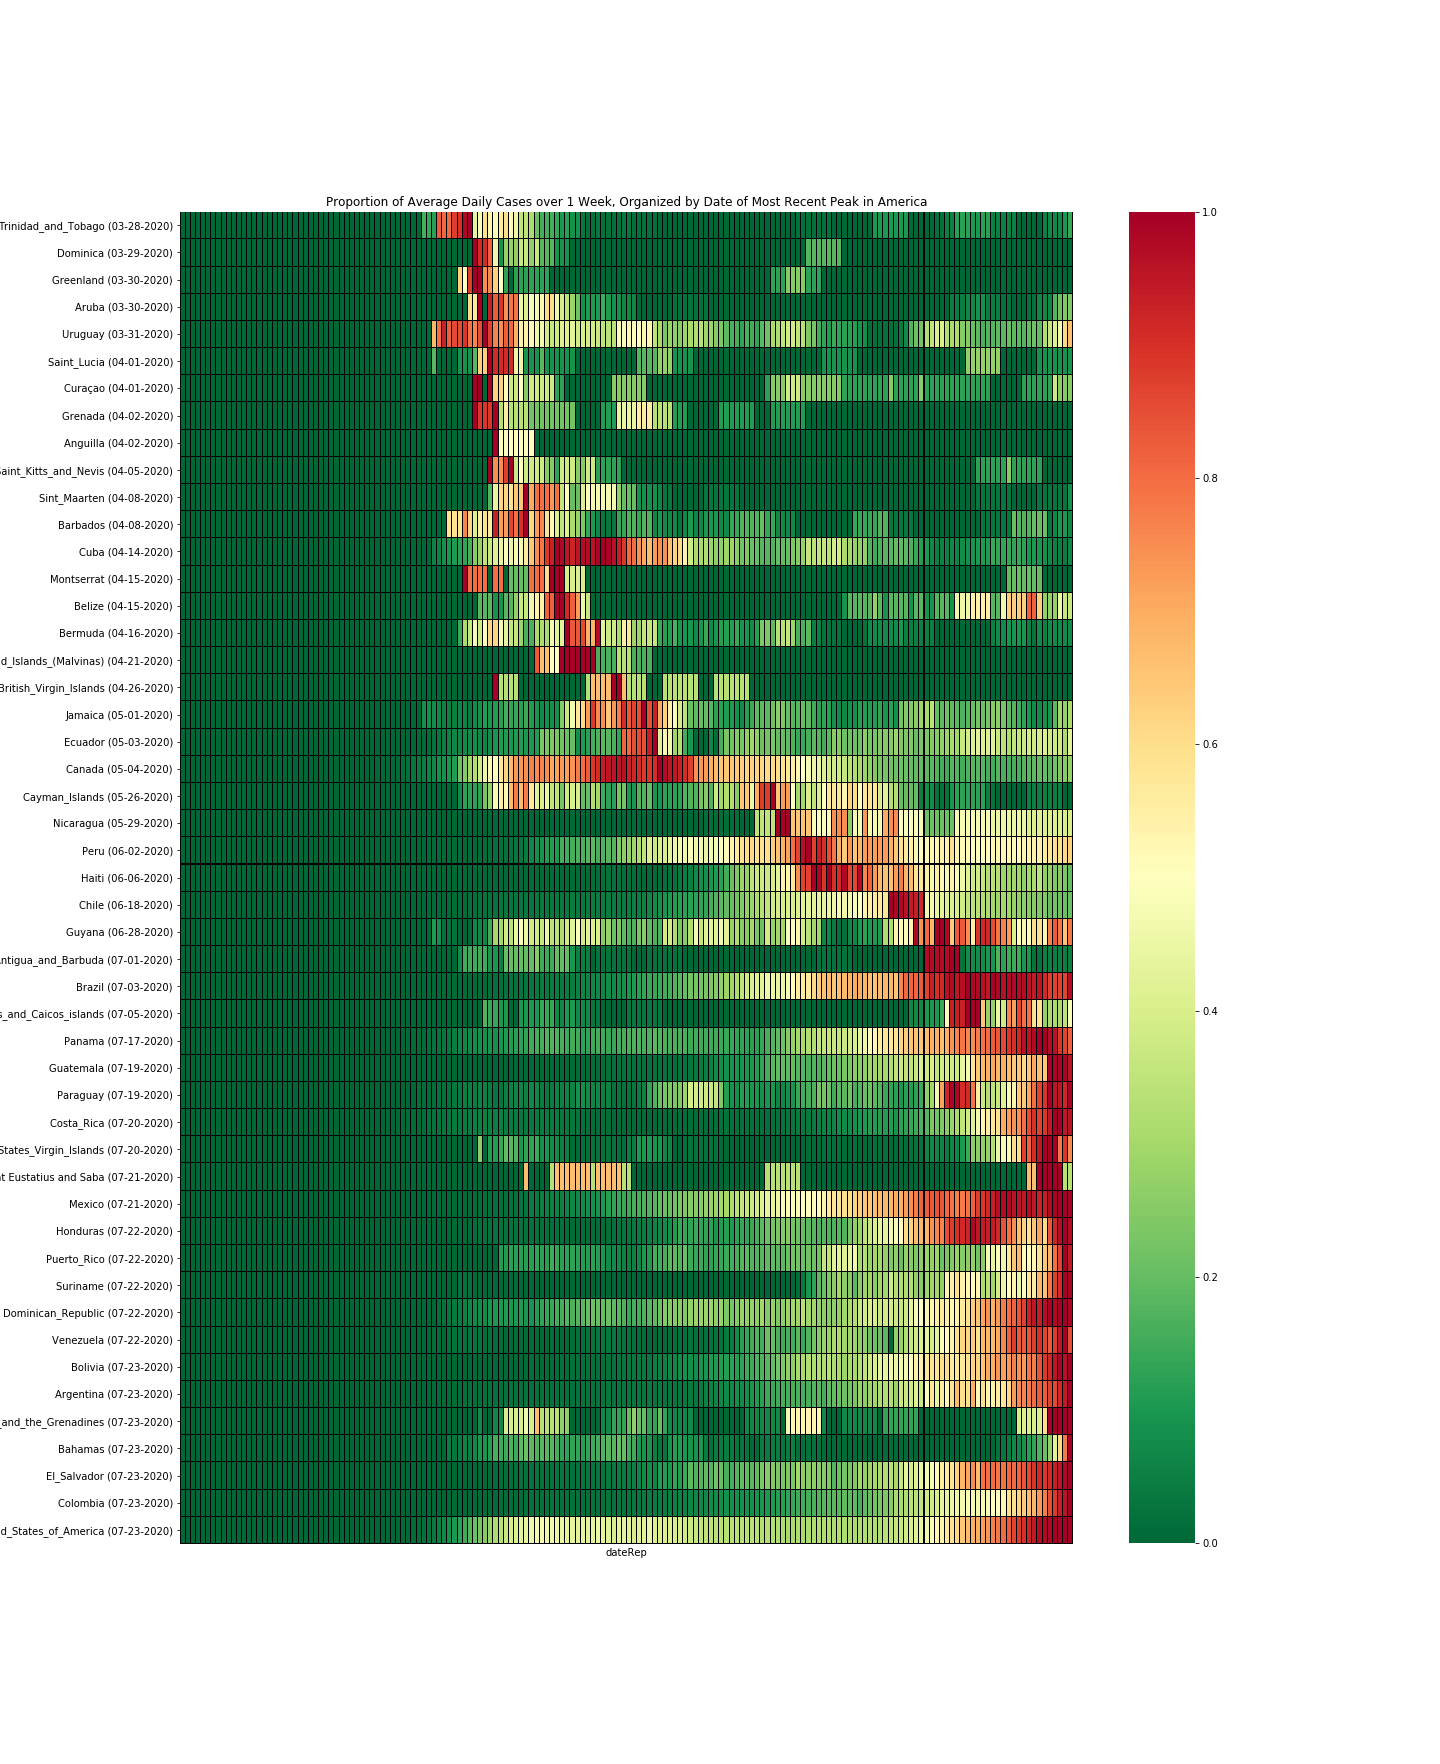 Proportion of Average Daily Cases over 1 Week, Organized by Date of Most Recent Peak in America
Trinidad_and_Tobago (03-28-2020)
Dominica (03-29-2020)
Greenland (03-30-2020)
Aruba (03-30-2020)
Uruguay (03-31-2020)
Saint_Lucia (04-01-2020)
Curaçao (04-01-2020)
Grenada (04-02-2020)
Anguilla (04-02-2020)
aint_Kitts_and_Nevis (04-05-2020)
Sint_Maarten (04-08-2020)
Barbados (04-08-2020)
Cuba (04-14-2020)
Montserrat (04-15-2020)
Belize (04-15-2020)
Bermuda (04-16-2020)
d_Islands_(Malvinas) (04-21-2020)
British_Virgin_Islands (04-26-2020)
Jamaica (05-01-2020)
Ecuador (05-03-2020)
Canada (05-04-2020)
Cayman_Islands (05-26-2020)
Nicaragua (05-29-2020)
Peru (06-02-2020)
Haiti (06-06-2020)
Chile (06-18-2020)
Guyana (06-28-2020)
ntigua_and_Barbuda (07-01-2020)
Brazil (07-03-2020)
s_and_Caicos_islands (07-05-2020)
Panama (07-17-2020)
Guatemala (07-19-2020)
Paraguay (07-19-2020)
Costa_Rica (07-20-2020)
States_Virgin_Islands (07-20-2020)
t Eustatius and Saba (07-21-2020)
Mexico (07-21-2020)
Honduras (07-22-2020)
Puerto_Rico (07-22-2020)
Suriname (07-22-2020)
Dominican_Republic (07-22-2020)
Venezuela (07-22-2020)
Bolivia (07-23-2020)
Argentina (07-23-2020)
_and_the_Grenadines (07-23-2020)
Bahamas (07-23-2020)
El_Salvador (07-23-2020)
Colombia (07-23-2020)
d_States_of_America (07-23-2020)
dateRep
1.0
0.8
0.6
0.4
0.2
0.0